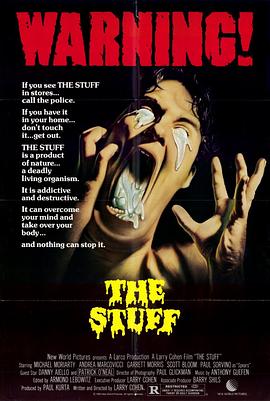 WARNING!
If you see THE STUFF
in stores...
call the police.
If you have it
in your home...
don't touch
it...get out.
THE STUFF
is a product
of nature...
a deadly
living organism.
It is addictive
and destructive.
It can overcome
your mind and
take over your
body...
and nothing can stop it.
THE
STUFF
New World Pictures presents A Larco Production A Larry Cohen Film "THE STUFF"
Starring MICHAEL MORIARTY ANDREA MARCOVICCI GARRETT MORRIS SCOTT BLOOM PAUL SORVINO as "Spears"
Guest Star DANNY AIELLO and PATRICK O'NEAL Director of Photography PAUL GLICKMAN Music by ANTHONY GUEFEN
Edited by ARMOND LEBOWITZ Executive Producer LARRY COHEN Associate Producer BARRY SHILS
Produced by PAUL KURTA Written and Directed by LARRY COHEN
R RESTRICTED
NEW WORLD PICTURES